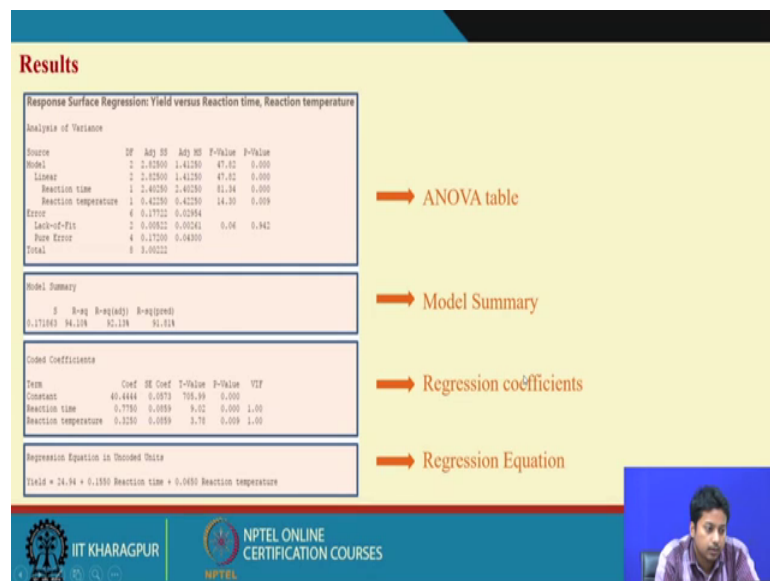 Results
Response Surface Regression: Yield versus Reaction time, Reaction temperature
Analysis of Variance
Source DF Adj SS Adj MS F-Value P-Value
Model 2 2.82500 1.41250 47.82 0.000
Linear 2 2.82500 1.41250 47.82 0.000
Reaction time 1 2.40250 2.40250 81.34 0.000
Reaction temperature 1 0.42250 0.42250 14.30 0.009
Error 6 0.17722 0.02954
Lack-of-Fit 2 0.00522 0.00261 0.06 0.942
Pure Error 4 0.17200 0.04300
Total 8 3.00222
ANOVA table
Model Summary
S R-sq R-sq(adj) R-sq(pred)
0.171863 94.10% 92.13% 91.81%
Model Summary
Coded Coefficients
Term Coef SE Coef T-Value P-Value VIF
Constant 40.4444 0.0573 705.99 0.000
Reaction time 0.7750 0.0859 9.02 0.000 1.00
Reaction temperature 0.3250 0.0859 3.78 0.009 1.00
Regression coefficients
Regression Equation in Uncoded Units
Yield = 24.94 + 0.1550 Reaction time + 0.0650 Reaction temperature
Regression Equation
IIT KHARAGPUR
NPTEL
NPTEL ONLINE
CERTIFICATION COURSES